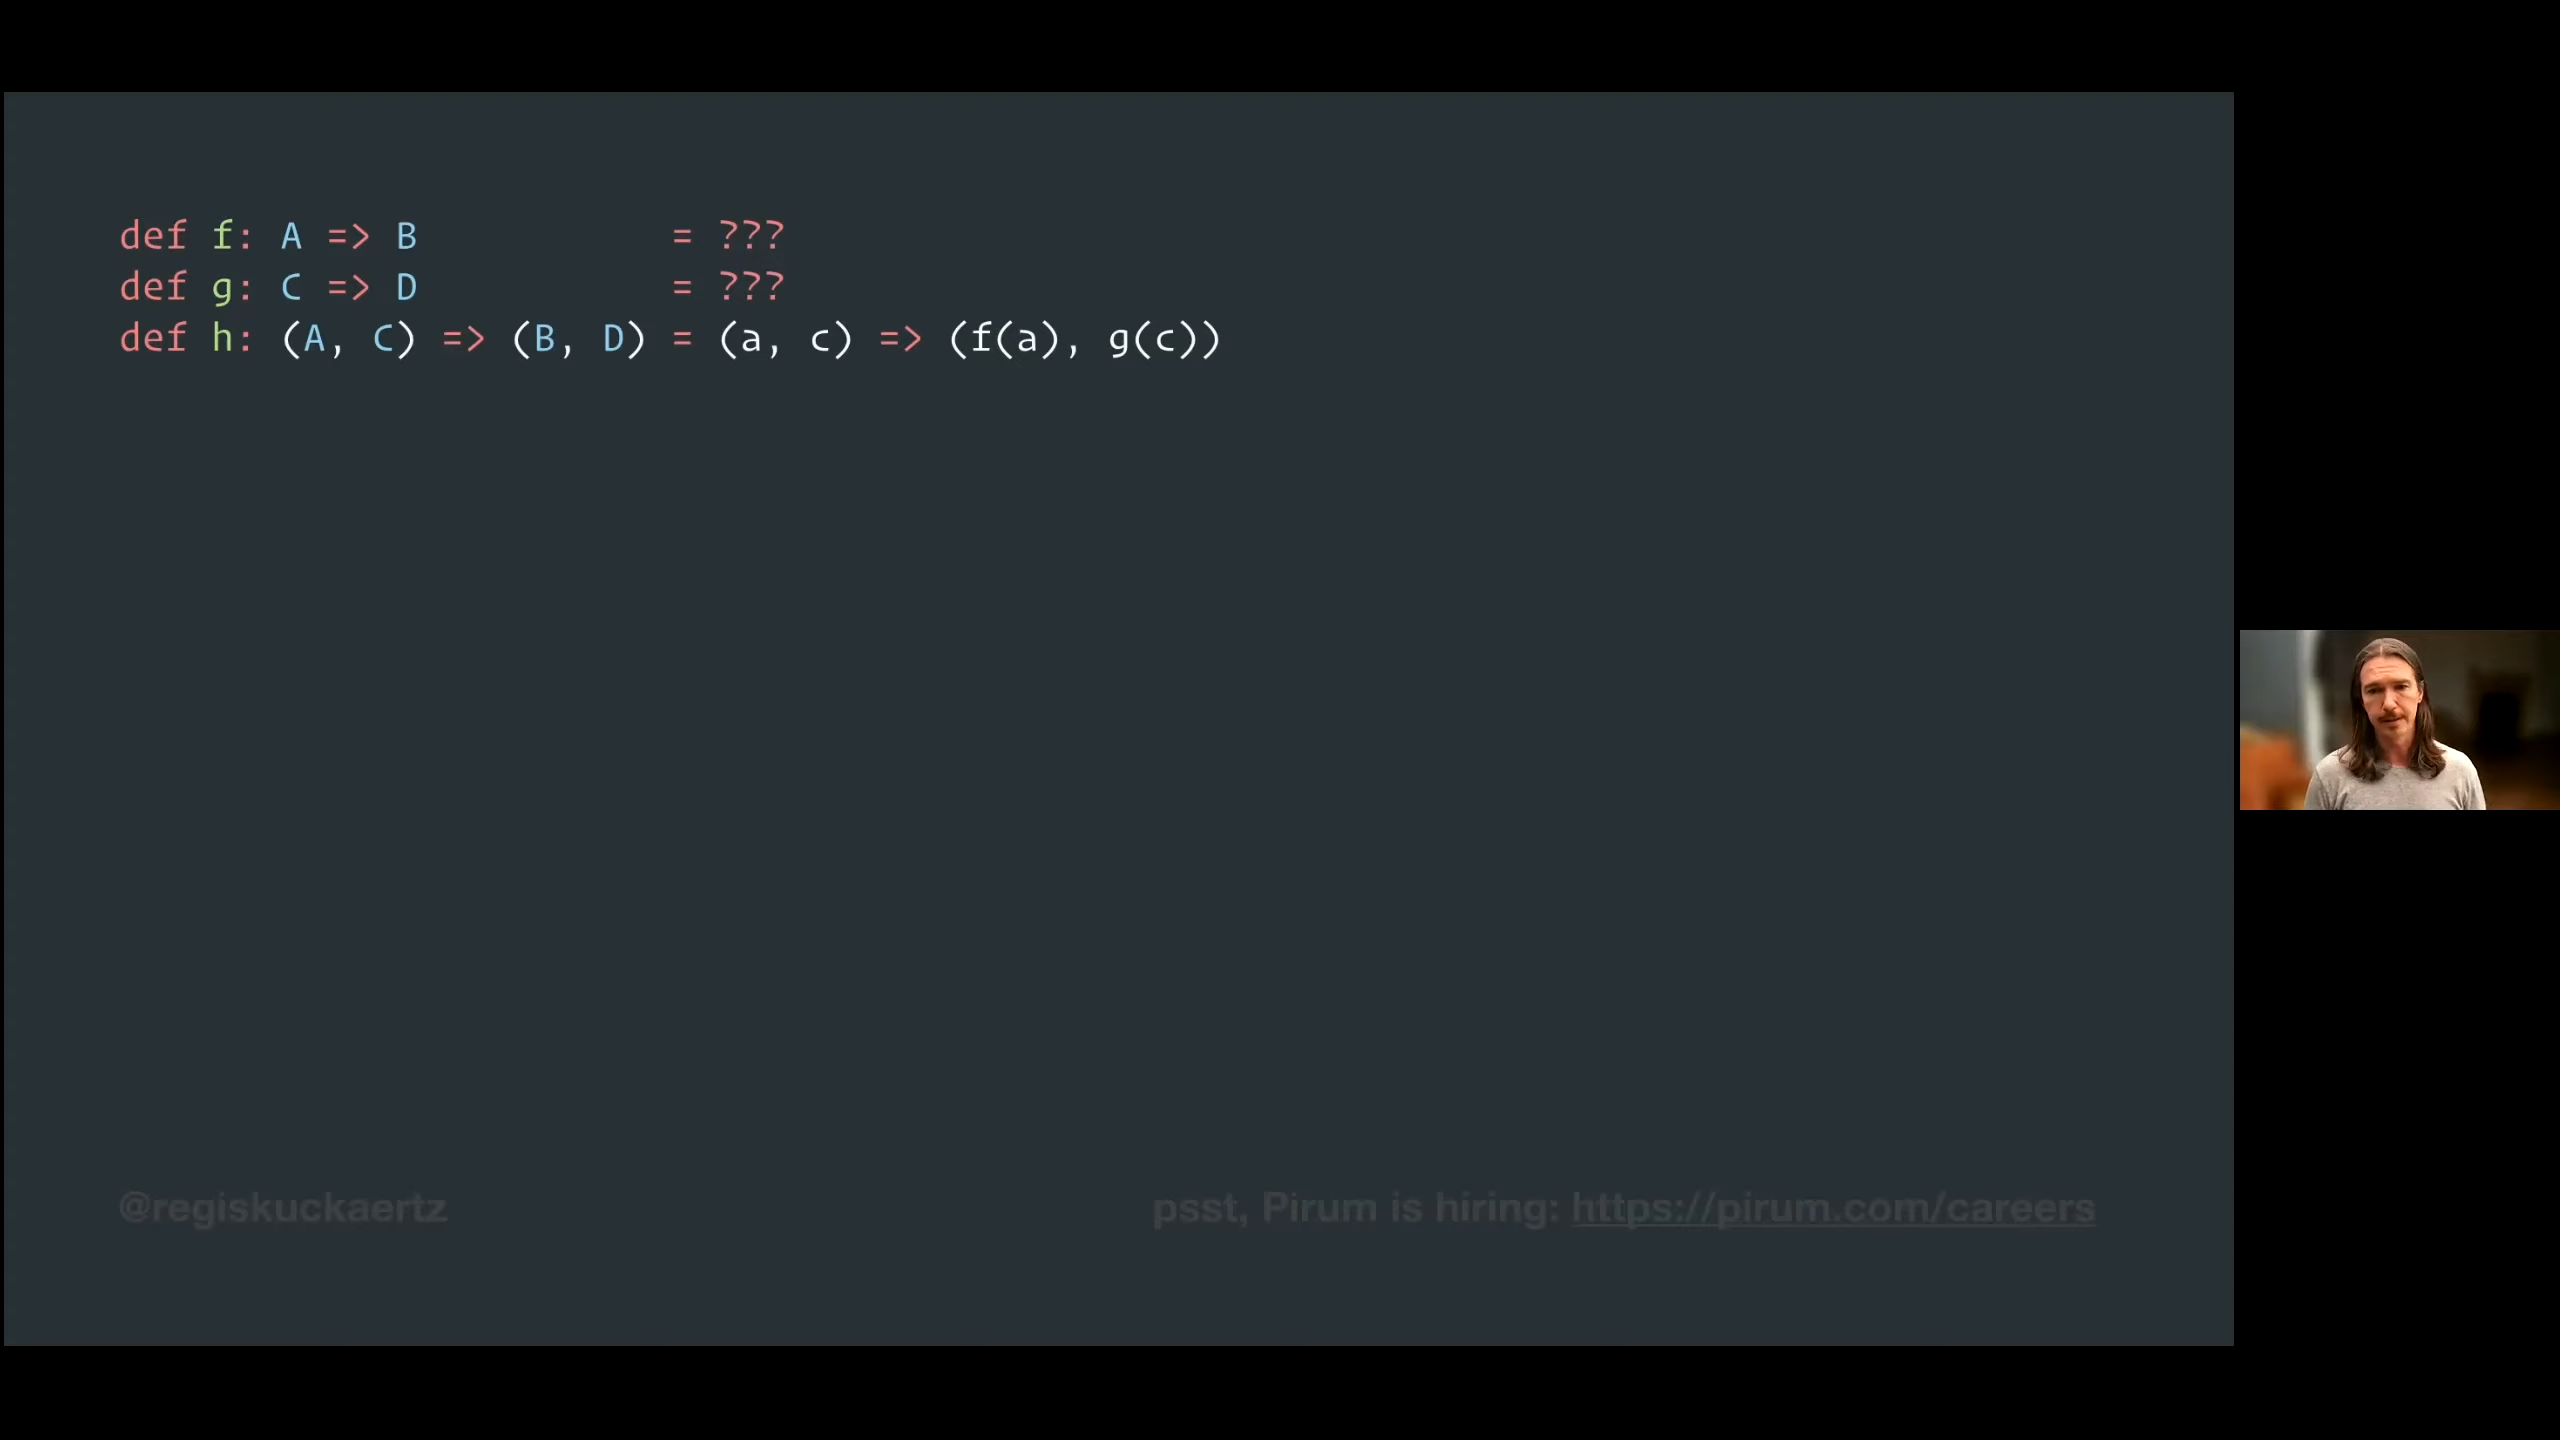 def f: A => B           = ???
def g: C => D           = ???
def h: (A, C) => (B, D) = (a, c) => (f(a), g(c))
@regiskuckaertz
psst, Pirum is hiring: https://pirum.com/careers